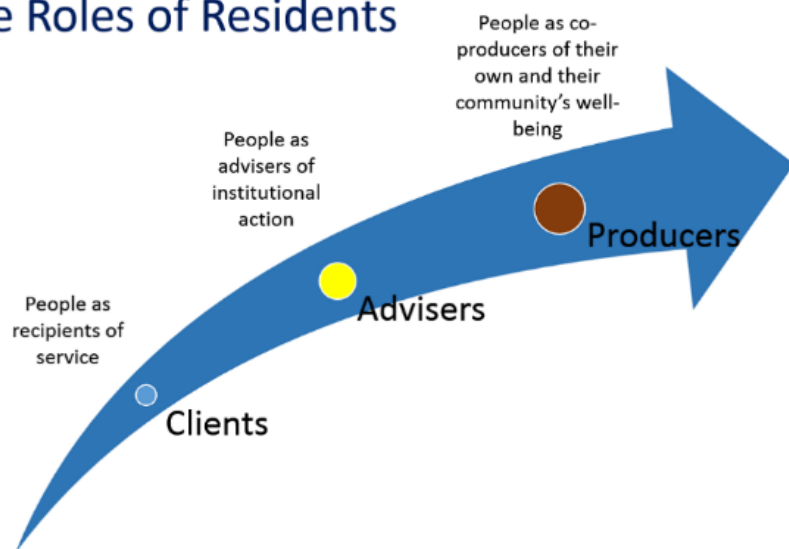 e Roles of Residents
People as co-
producers of their
own and their
community's well-
being
People as
advisers of
institutional
action
Producers
Advisers
People as
recipients of
service
Clients